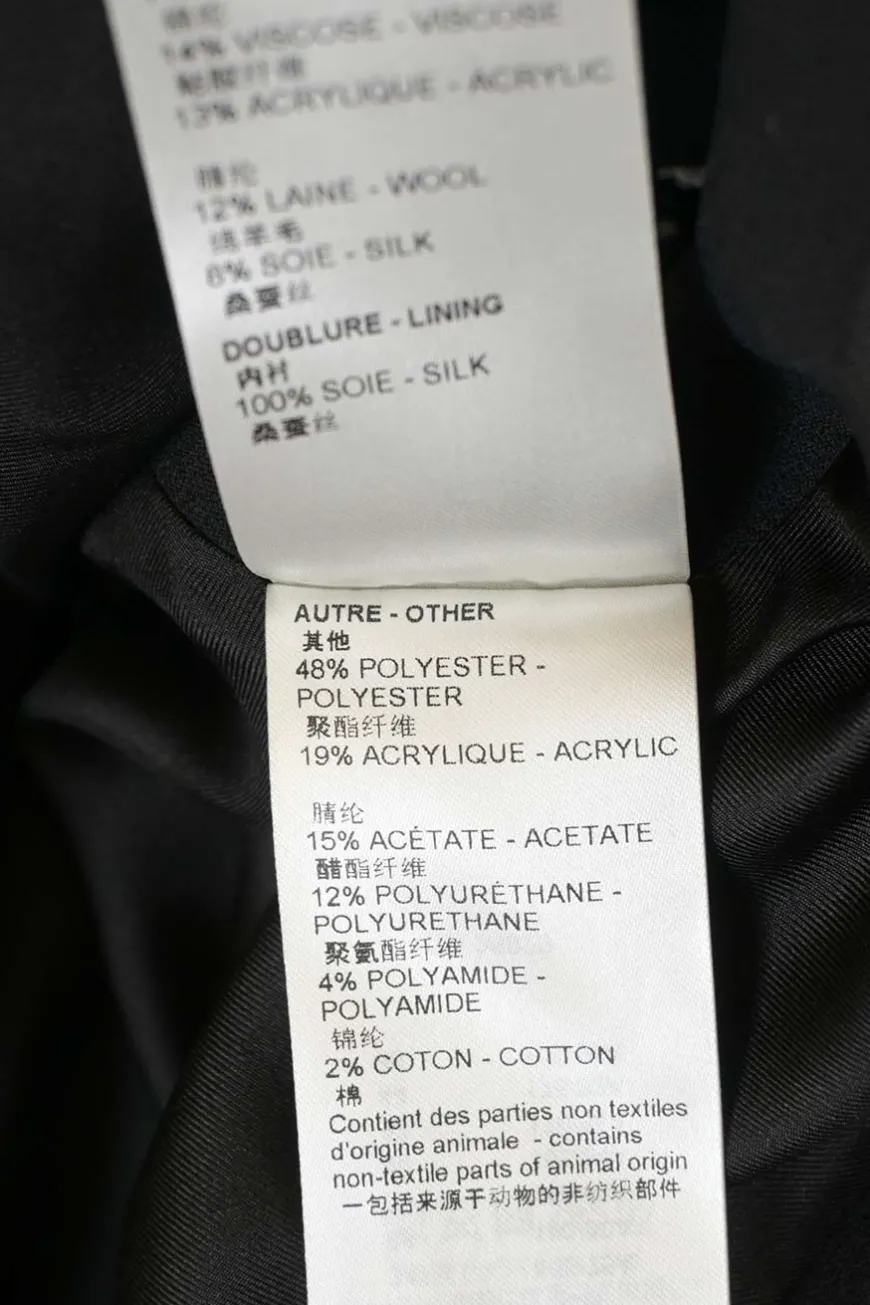 14% VISCOSE - VISCOSE
粘胶纤维
13% ACRYLIQUE - ACRYLIC
腈纶
12% LAINE - WOOL
绵羊毛
6% SOIE - SILK
桑蚕丝
DOUBLURE - LINING
内衬
100% SOIE - SILK
桑蚕丝
AUTRE - OTHER
其他
48% POLYESTER -
POLYESTER
聚酯纤维
19% ACRYLIQUE - ACRYLIC
腈纶
15% ACÉTATE - ACETATE
醋酯纤维
12% POLYURÉTHANE -
POLYURETHANE
聚氨酯纤维
4% POLYAMIDE -
POLYAMIDE
锦纶
2% COTON - COTTON
棉
Contient des parties non textiles
d'origine animale - contains
non-textile parts of animal origin
一包括来源于动物的非纺织部件